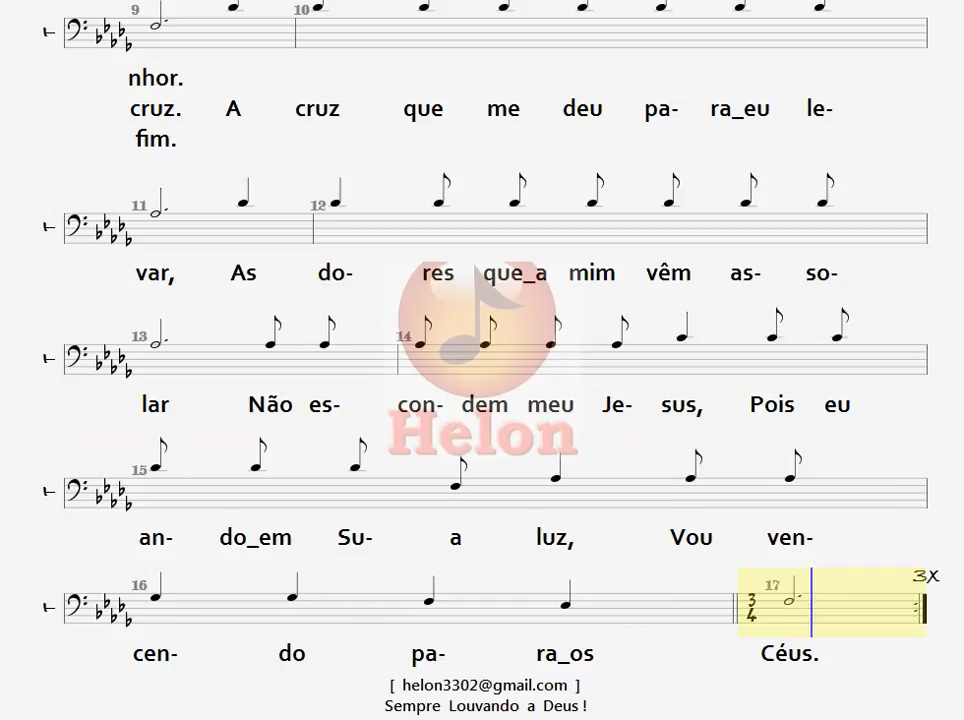 9 10
nhor.
cruz. A cruz que me deu pa- ra_eu le-
fim.
11 12
var, As do- res que_a mim vêm as- so-
13 14
lar Não es- con- dem meu Je- sus, Pois eu
Helon
15
an- do_em Su- a luz, Vou ven-
16 17 3X
3
4
cen- do pa- ra_os Céus.
[ helon3302@gmail.com ]
Sempre Louvando a Deus !